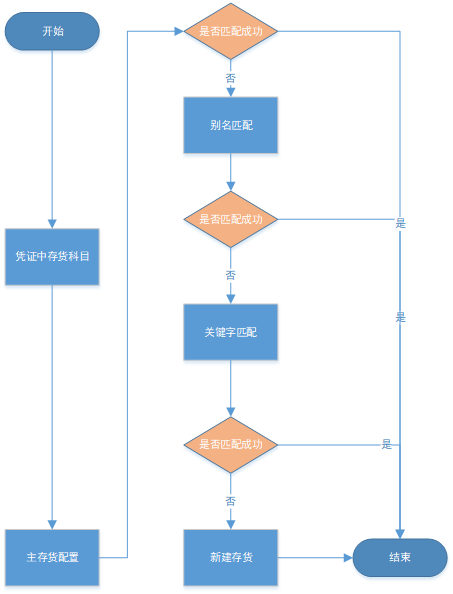 开始
凭证中存货科目
主存货配置
是否匹配成功
否
别名匹配
是否匹配成功
是
否
关键字匹配
是
是否匹配成功
是
否
新建存货
结束